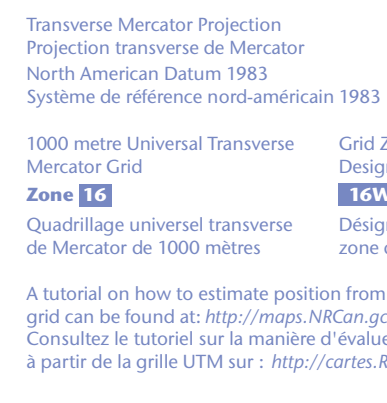 Transverse Mercator Projection
Projection transverse de Mercator
North American Datum 1983
Système de référence nord-américain 1983
1000 metre Universal Transverse
Mercator Grid
Zone 16
Quadrillage universel transverse
de Mercator de 1000 mètres
Grid
16W
zone
A tutorial on how to estimate position from
grid can be found at: http://maps.NRCan.gc
Consultez le tutoriel sur la manière d'évalue
à partir de la grille UTM sur : http://cartes.R